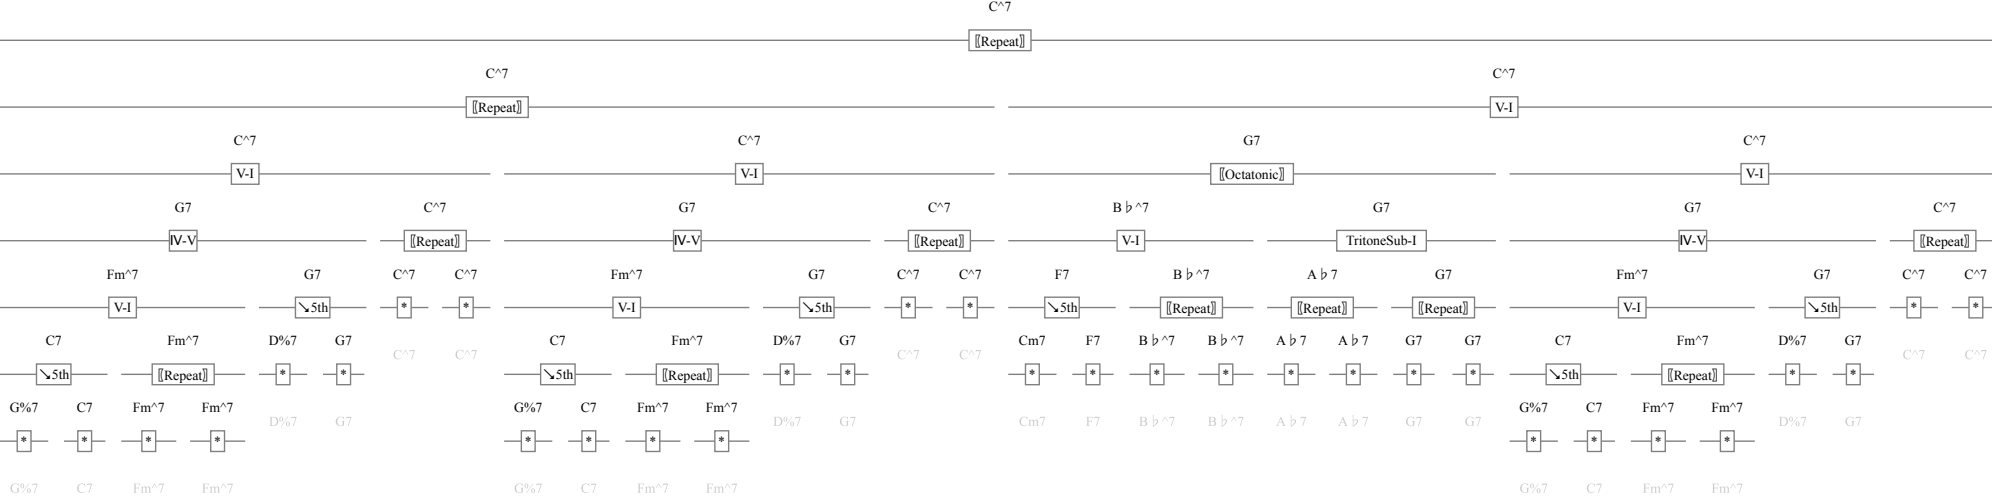 C^7
⟦Repeat⟧
C^7 C^7
⟦Repeat⟧ V-I
C^7 C^7 G7 C^7
V-I V-I ⟦Octatonic⟧ V-I
G7 C^7 G7 C^7 B♭^7 G7 G7 C^7
Ⅳ-V ⟦Repeat⟧ Ⅳ-V ⟦Repeat⟧ V-I TritoneSub-I Ⅳ-V ⟦Repeat⟧
Fm^7 G7 C^7 C^7 Fm^7 G7 C^7 C^7 F7 B♭^7 A♭7 G7 Fm^7 G7 C^7 C^7
V-I ↘5th * * V-I ↘5th * * ↘5th ⟦Repeat⟧ ⟦Repeat⟧ ⟦Repeat⟧ V-I ↘5th * *
C7 Fm^7 D%7 G7 C7 Fm^7 D%7 G7 Cm7 F7 B♭^7 B♭^7 A♭7 A♭7 G7 G7 C7 Fm^7 D%7 G7
C^7 C^7 C^7 C^7 C^7 C^7
↘5th ⟦Repeat⟧ * * ↘5th ⟦Repeat⟧ * * * * * * * * * * ↘5th ⟦Repeat⟧ * *
G%7 C7 Fm^7 Fm^7 G%7 C7 Fm^7 Fm^7 G%7 C7 Fm^7 Fm^7
D%7 G7 D%7 G7 Cm7 F7 B♭^7 B♭^7 A♭7 A♭7 G7 G7 D%7 G7
* * * * * * * * * * * *
G%7 C7 Fm^7 Fm^7 G%7 C7 Fm^7 Fm^7 G%7 C7 Fm^7 Fm^7